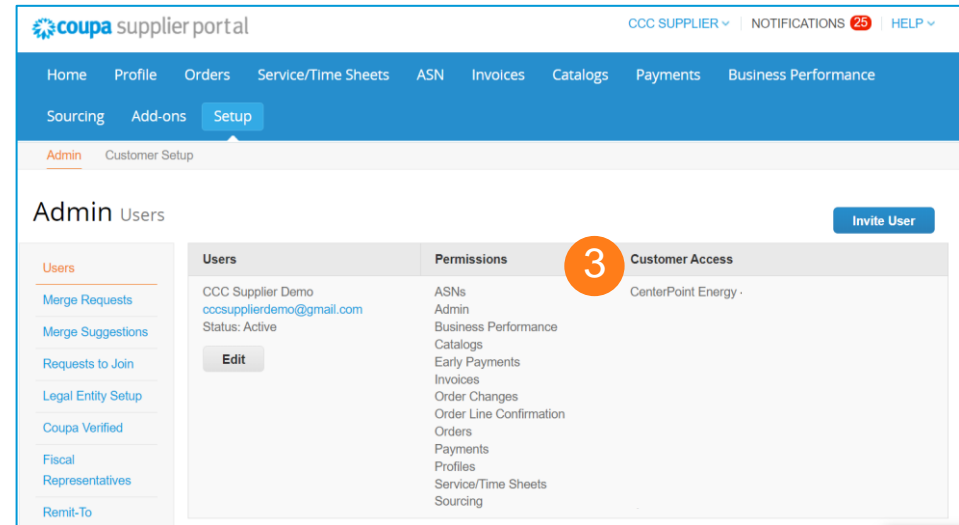 coupa supplier portal
CCC SUPPLIER NOTIFICATIONS 25 HELP
Home Profile Orders Service/Time Sheets ASN Invoices Catalogs Payments Business Performance
Sourcing Add-ons Setup
Admin Customer Setup
Admin Users
Invite User
Users
Merge Requests
Merge Suggestions
Requests to Join
Legal Entity Setup
Coupa Verified
Fiscal
Representatives
Remit-To
Users Permissions 3 Customer Access
CCC Supplier Demo
cccsupplierdemo@gmail.com
Status: Active
Edit
ASNs
Admin
Business Performance
Catalogs
Early Payments
Invoices
Order Changes
Order Line Confirmation
Orders
Payments
Profiles
Service/Time Sheets
Sourcing
CenterPoint Energy -